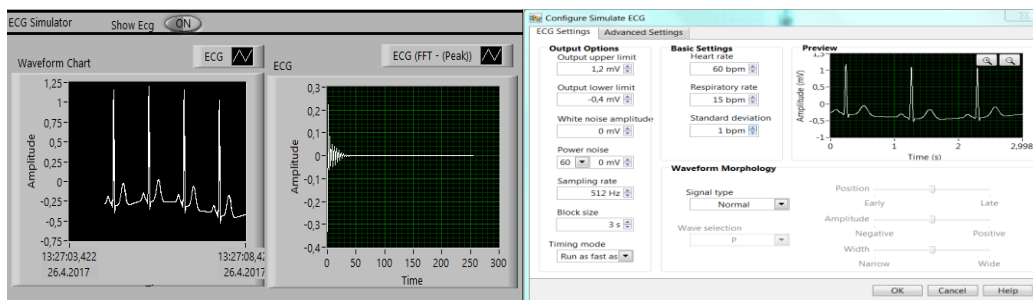 ECG Simulator
Show Ecg
ON
Waveform Chart
ECG
1,25
1
0,75
0,5
0,25
0
-0,25
-0,5
-0,75
Amplitude
13:27:03,422
26.4.2017
13:27:08,42
26.4.2017
ECG
ECG (FFT - (Peak))
0,3
0,2
0,1
0
-0,1
-0,2
-0,3
-0,4
Amplitude
0 50 100 150 200 250 300
Time
Configure Simulate ECG
ECG Settings
Advanced Settings
Output Options
Output upper limit
1,2 mV
Output lower limit
-0,4 mV
White noise amplitude
0 mV
Power noise
60
0 mV
Sampling rate
512 Hz
Block size
3 s
Timing mode
Run as fast as
Basic Settings
Heart rate
60 bpm
Respiratory rate
15 bpm
Standard deviation
1 bpm
Preview
1,5
1
0,5
0
-0,5
-1
Amplitude (mV)
0 1 2 2,998
Time (s)
Waveform Morphology
Signal type
Normal
Wave selection
P
Position
Early Late
Amplitude
Negative Positive
Width
Narrow Wide
OK
Cancel
Help